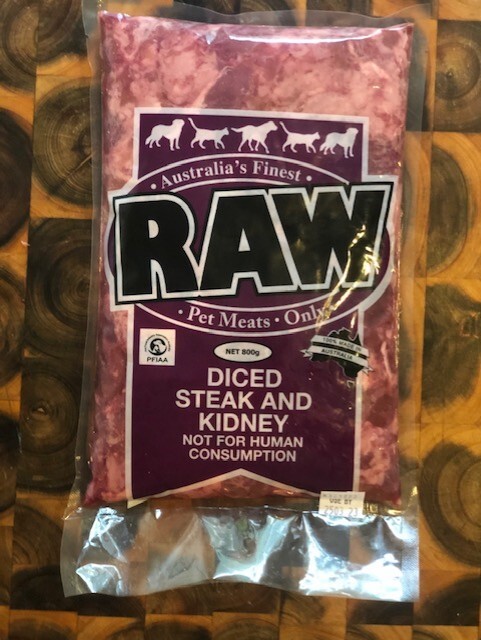 · Australia's Finest ·
RAW
· Pet Meats · Only
PFIAA
NET 800g
100% MADE IN
AUSTRALIA
DICED
STEAK AND
KIDNEY
NOT FOR HUMAN
CONSUMPTION
USE BY